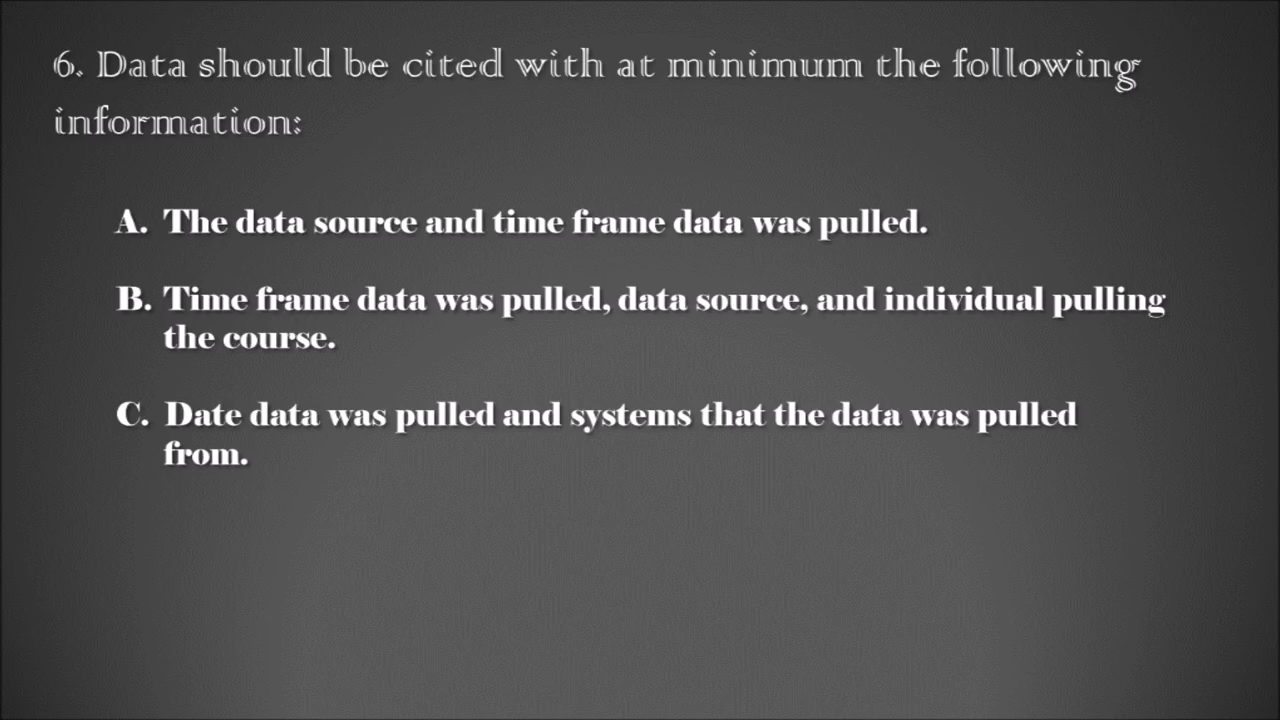 6. Data should be cited with at minimum the following
information:
A. The data source and time frame data was pulled.
B. Time frame data was pulled, data source, and individual pulling
the course.
C. Date data was pulled and systems that the data was pulled
from.